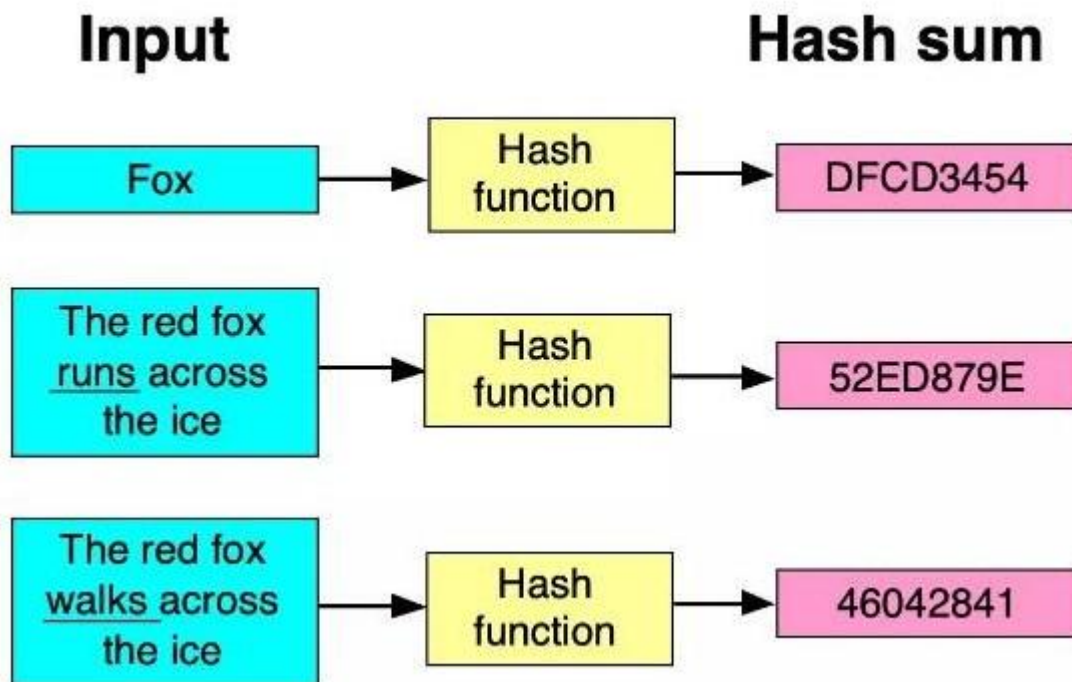 Input
Hash sum
Fox
Hash
function
DFCD3454
The red fox
runs across
the ice
Hash
function
52ED879E
The red fox
walks across
the ice
Hash
function
46042841